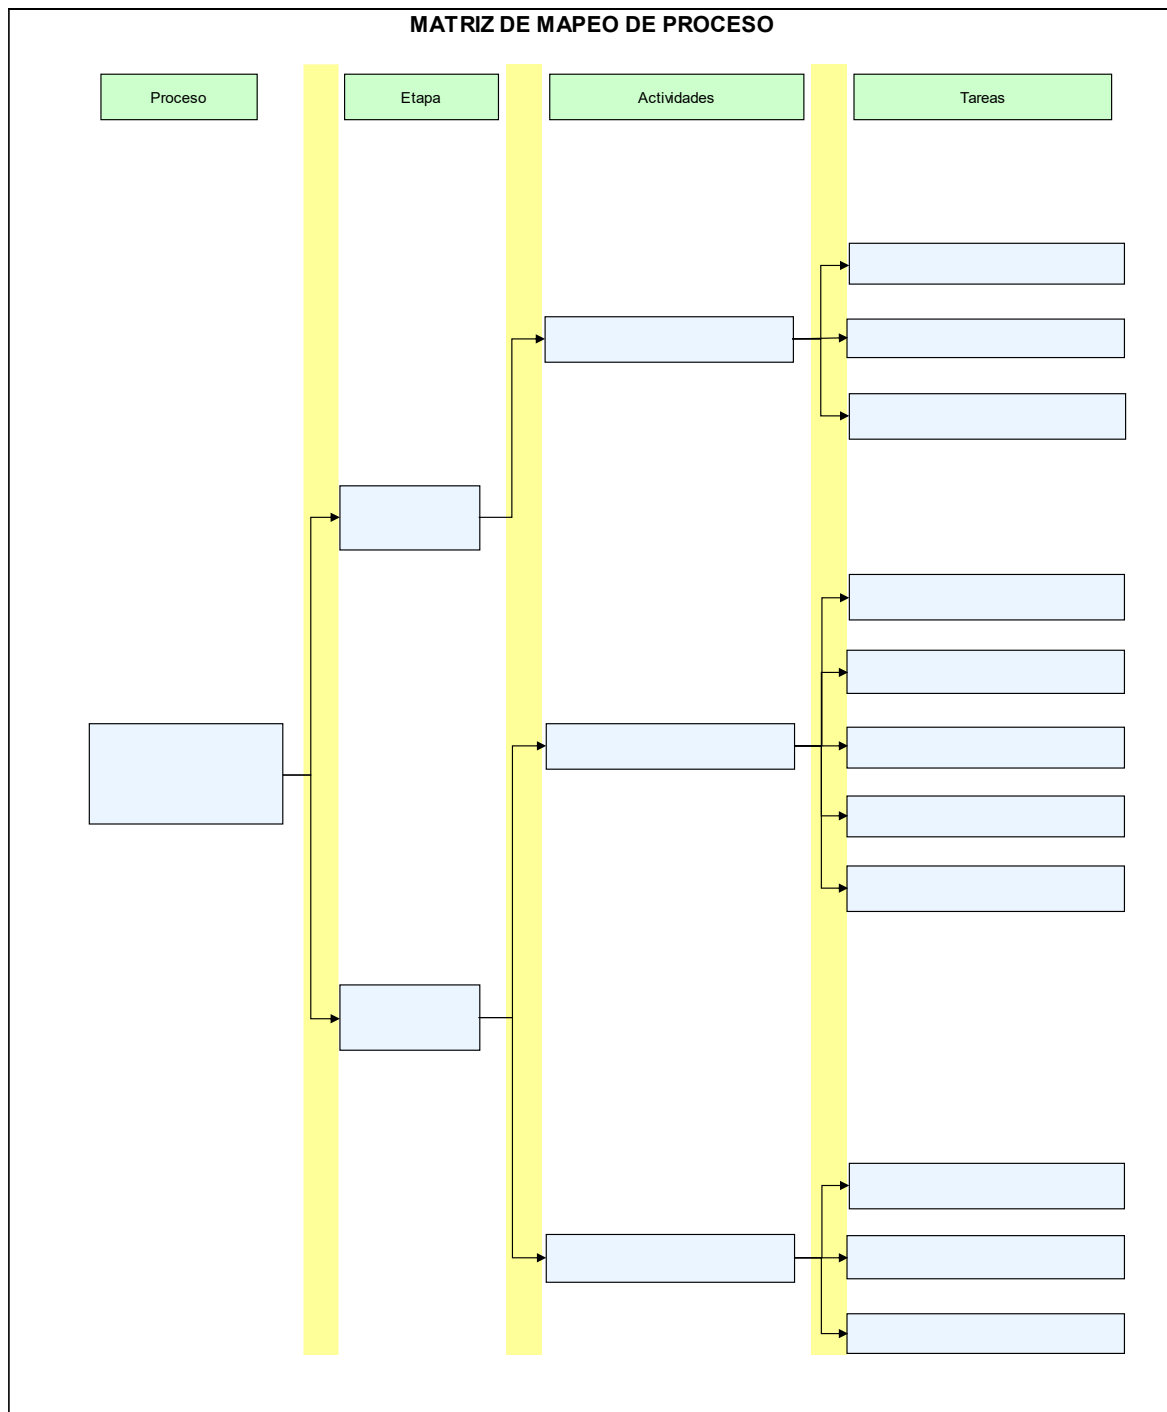 MATRIZ DE MAPEO DE PROCESO
Proceso
Etapa
Actividades
Tareas